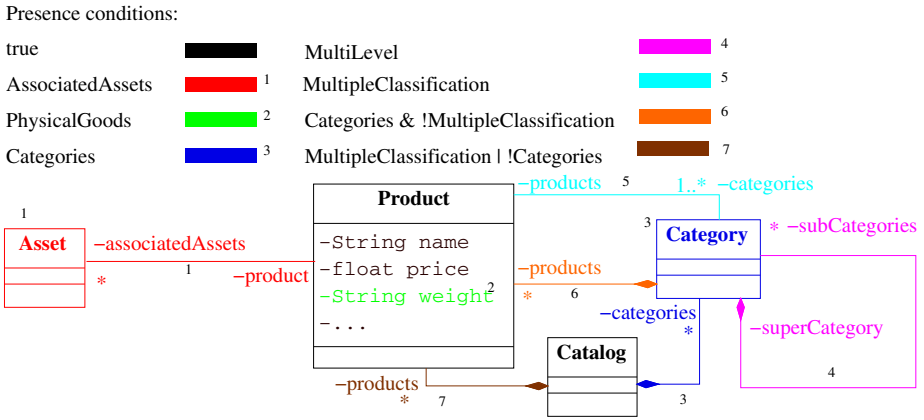 Presence conditions:
true
MultiLevel 4
AssociatedAssets 1
MultipleClassification 5
PhysicalGoods 2
Categories & !MultipleClassification 6
Categories 3
MultipleClassification | !Categories 7
−products 5 1..* −categories
Product
1
3
Asset
−associatedAssets
Category
* −subCategories
−String name
1
−float price
−products
*
−product
−String weight 2
* 6
−...
−categories
*
−superCategory
Catalog
−products
*
7
3
4